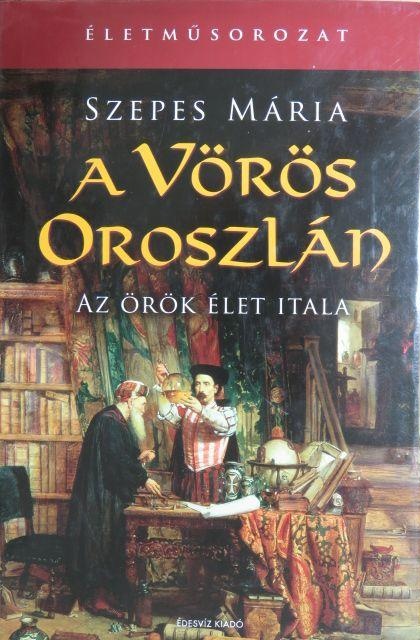 ÉLETMŰSOROZAT
SZEPES MÁRIA
A VÖRÖS
OROSZLÁN
AZ ÖRÖK ÉLET ITALA
ÉDESVÍZ KIADÓ